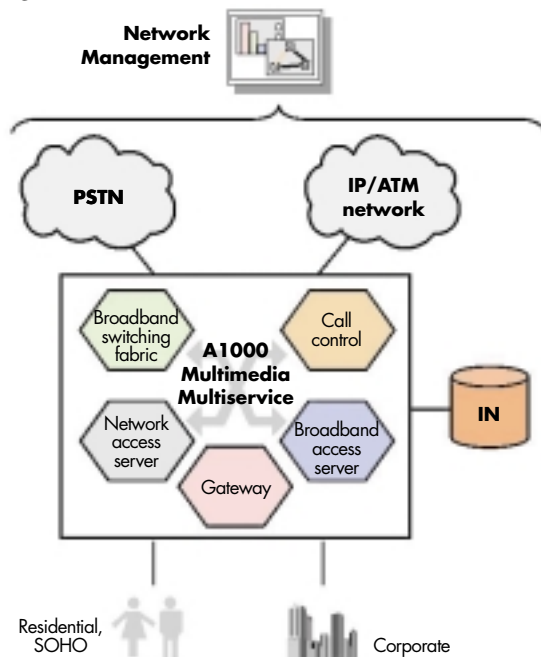 Network
Management
PSTN
IP/ATM
network
Broadband
switching
fabric
Call
control
A1000
Multimedia
Multiservice
IN
Network
access
server
Broadband
access
server
Gateway
Residential,
SOHO
Corporate